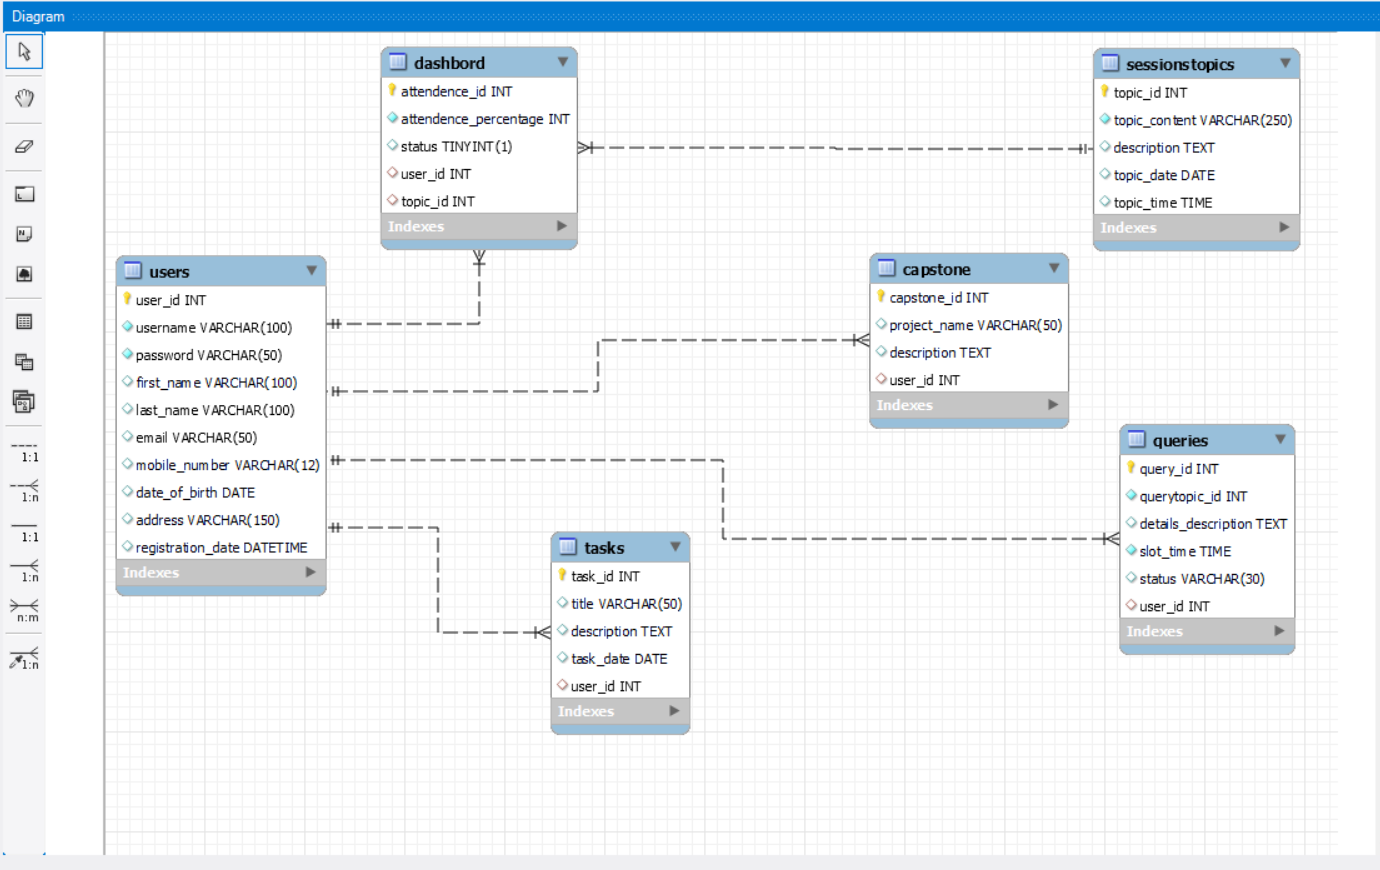 Diagram
dashbord
attendence_id INT
attendence_percentage INT
status TINYINT(1)
user_id INT
topic_id INT
Indexes
sessionstopics
topic_id INT
topic_content VARCHAR(250)
description TEXT
topic_date DATE
topic_time TIME
Indexes
users
user_id INT
username VARCHAR(100)
password VARCHAR(50)
first_name VARCHAR(100)
last_name VARCHAR(100)
email VARCHAR(50)
mobile_number VARCHAR(12)
date_of_birth DATE
address VARCHAR(150)
registration_date DATETIME
Indexes
capstone
capstone_id INT
project_name VARCHAR(50)
description TEXT
user_id INT
Indexes
queries
query_id INT
querytopic_id INT
details_description TEXT
slot_time TIME
status VARCHAR(30)
user_id INT
Indexes
tasks
task_id INT
title VARCHAR(50)
description TEXT
task_date DATE
user_id INT
Indexes
1:1
1:n
1:1
1:n
n:m
1:n